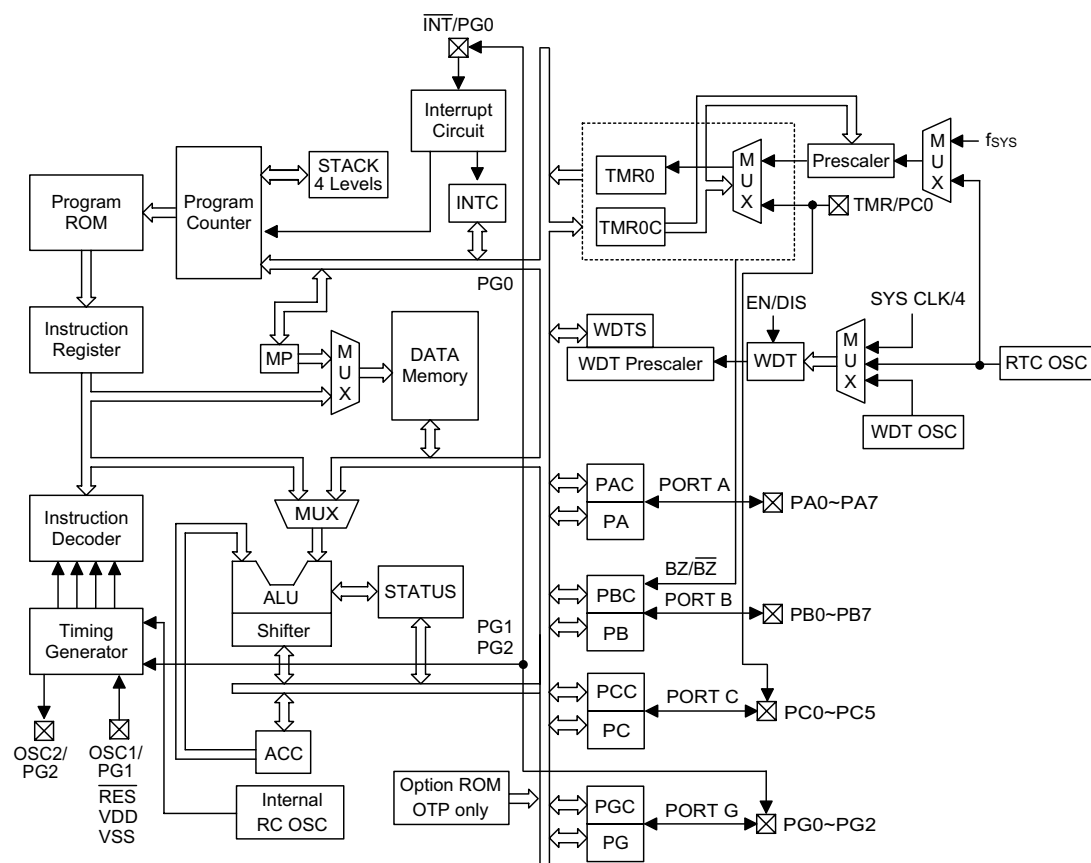 INT/PG0
Interrupt
Circuit
STACK
4 Levels
INTC
Program
ROM
Program
Counter
PG0
Instruction
Register
MP
MUX
DATA
Memory
MUX
Instruction
Decoder
ALU
Shifter
STATUS
Timing
Generator
PG1
PG2
OSC2/
PG2
OSC1/
PG1
RES
VDD
VSS
ACC
Internal
RC OSC
Option ROM
OTP only
TMR0
TMR0C
MUX
Prescaler
MUX
fSYS
TMR/PC0
EN/DIS
SYS CLK/4
WDTS
WDT Prescaler
WDT
MUX
RTC OSC
WDT OSC
PAC
PA
PORT A
PA0~PA7
BZ/BZ
PBC
PB
PORT B
PB0~PB7
PCC
PC
PORT C
PC0~PC5
PGC
PG
PORT G
PG0~PG2